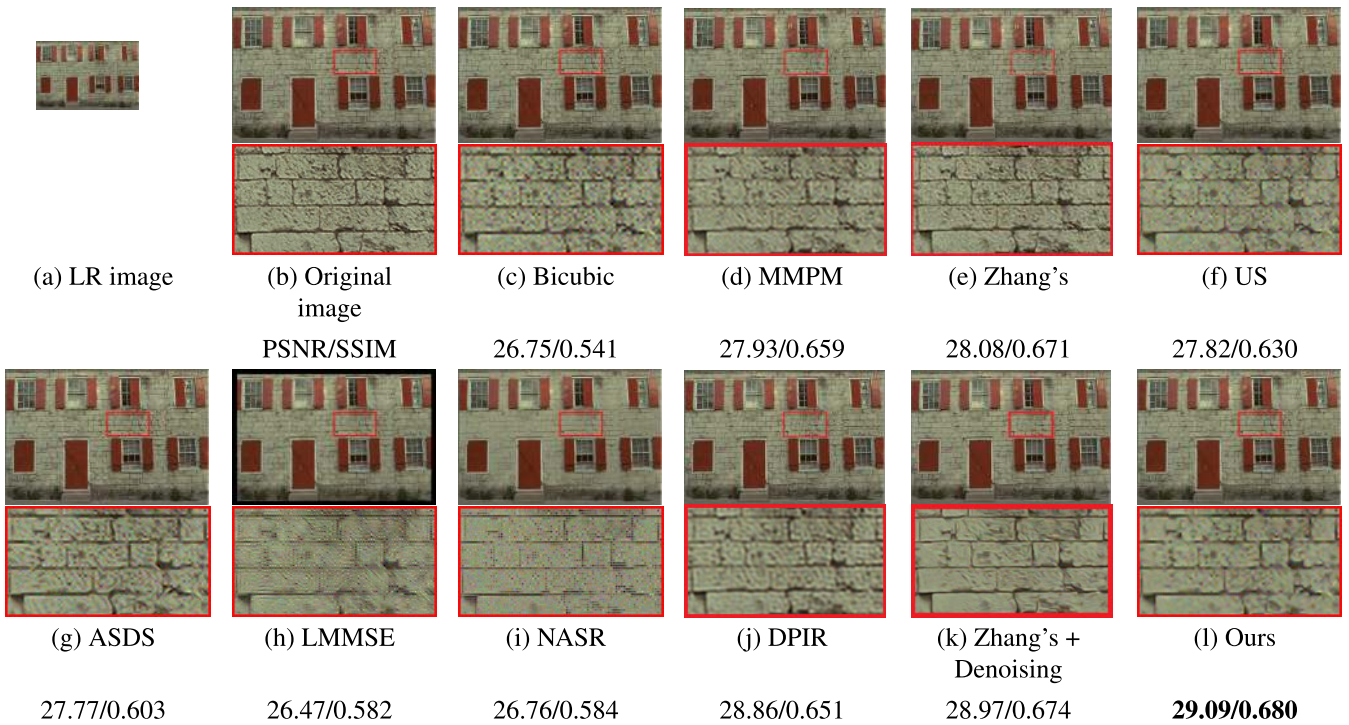 (a) LR image
(b) Original image
(c) Bicubic
(d) MMPM
(e) Zhang's
(f) US
PSNR/SSIM
26.75/0.541
27.93/0.659
28.08/0.671
27.82/0.630
(g) ASDS
(h) LMMSE
(i) NASR
(j) DPIR
(k) Zhang's + Denoising
(l) Ours
27.77/0.603
26.47/0.582
26.76/0.584
28.86/0.651
28.97/0.674
29.09/0.680